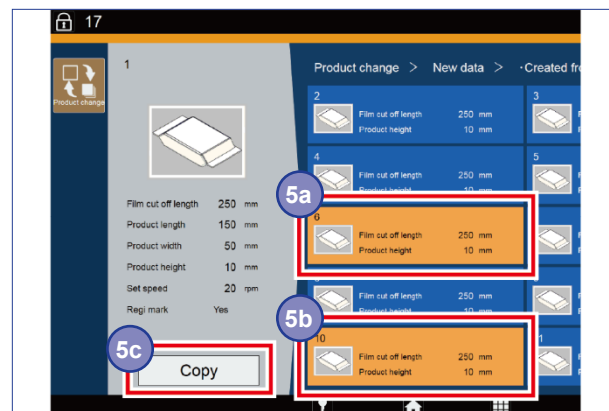 17
Product change
1
Film cut off length 250 mm
Product length 150 mm
Product width 50 mm
Product height 10 mm
Set speed 20 rpm
Regi mark Yes
5c
Copy
Product change > New data > ·Created fr
2
Film cut off length 250 mm
Product height 10 mm
3
4
Film cut off length 250 mm
Product height 10 mm
5
5a
6
Film cut off length 250 mm
Product height 10 mm
Film cut off length 250 mm
Product height 10 mm
5b
10
Film cut off length 250 mm
Product height 10 mm